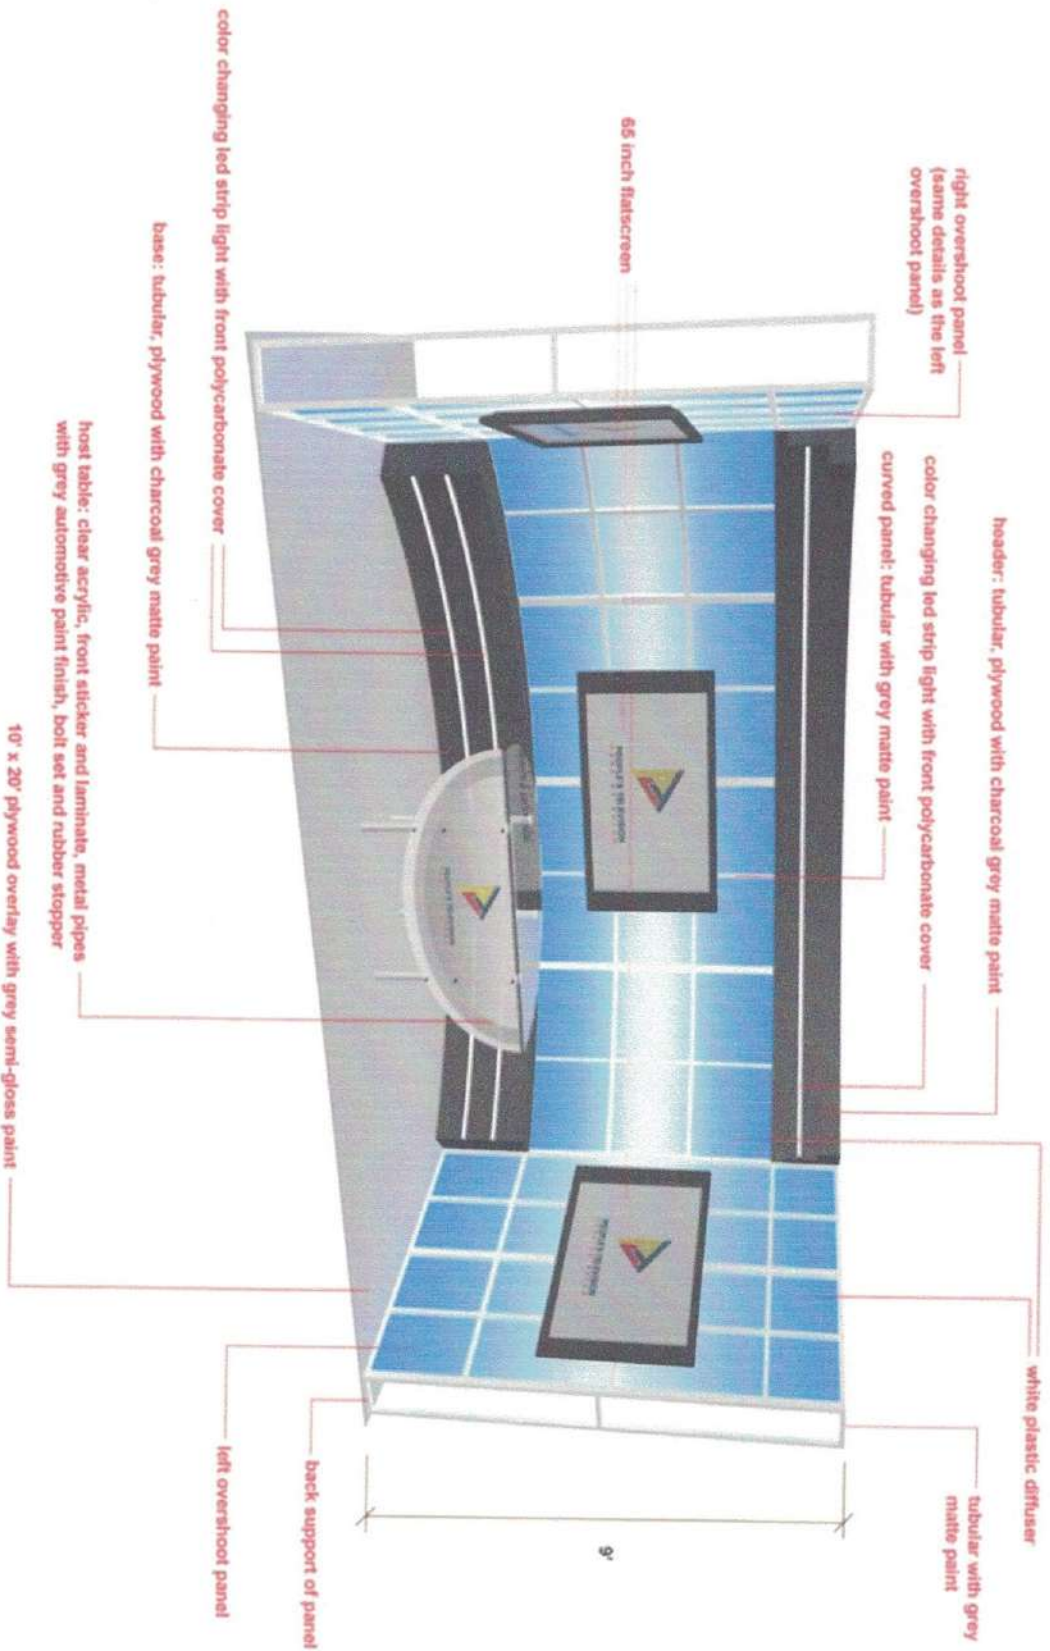 header: tubular, plywood with charcoal grey matte paint
color changing led strip light with front polycarbonate cover
curved panel: tubular with grey matte paint
right overshoot panel
(same details as the left
overshoot panel)
white plastic diffuser
tubular with grey
matte paint
65 inch flatscreen
9'
color changing led strip light with front polycarbonate cover
base: tubular, plywood with charcoal grey matte paint
host table: clear acrylic, front sticker and laminate, metal pipes
with grey automotive paint finish, bolt set and rubber stopper
10' x 20' plywood overlay with grey semi-gloss paint
back support of panel
left overshoot panel